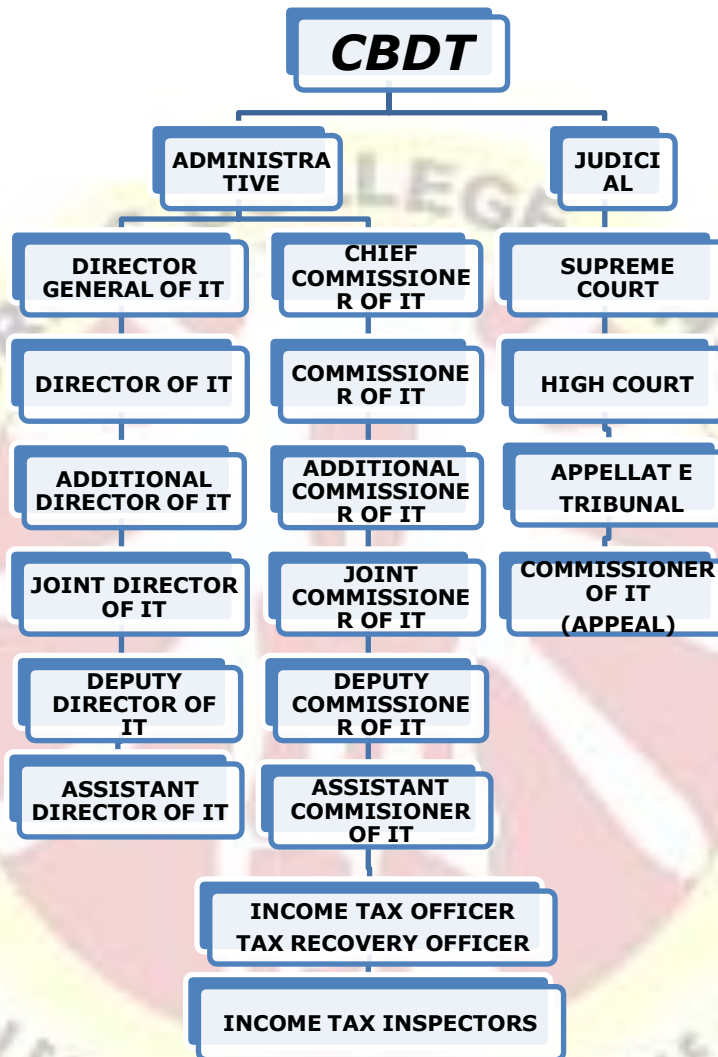 CBDT
ADMINISTRA
TIVE
JUDICI
AL
DIRECTOR
GENERAL OF IT
CHIEF
COMMISSIONE
R OF IT
SUPREME
COURT
DIRECTOR OF IT
COMMISSIONE
R OF IT
HIGH COURT
ADDITIONAL
DIRECTOR OF IT
ADDITIONAL
COMMISSIONE
R OF IT
APPELLAT E
TRIBUNAL
JOINT DIRECTOR
OF IT
JOINT
COMMISSIONE
R OF IT
COMMISSIONER
OF IT
(APPEAL)
DEPUTY
DIRECTOR OF
IT
DEPUTY
COMMISSIONE
R OF IT
ASSISTANT
DIRECTOR OF IT
ASSISTANT
COMMISIONER
OF IT
INCOME TAX OFFICER
TAX RECOVERY OFFICER
INCOME TAX INSPECTORS